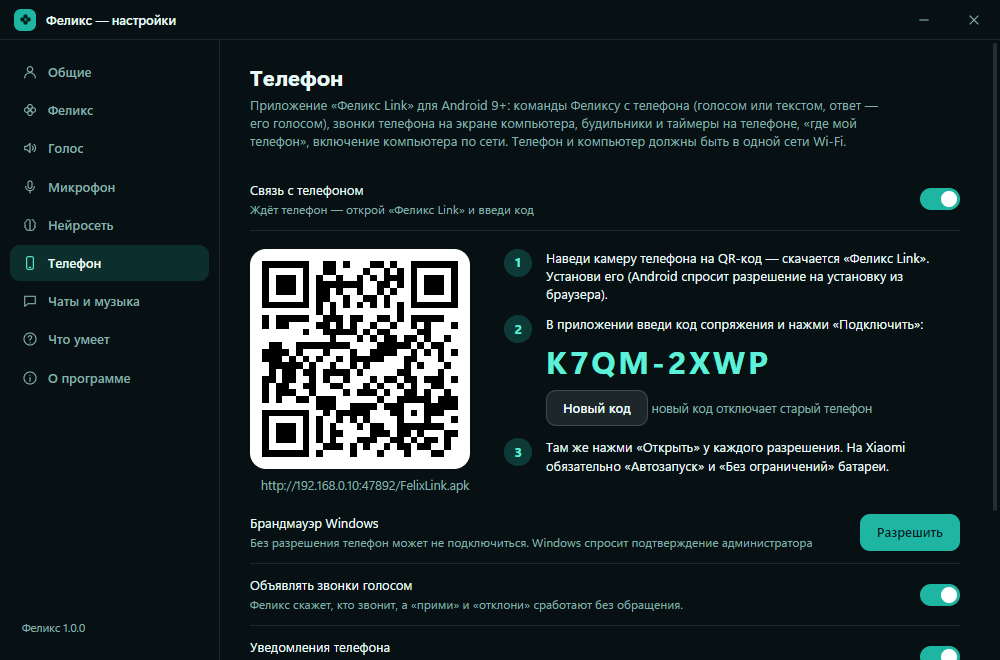 Феликс — настройки
Общие
Феликс
Голос
Микрофон
Нейросеть
Телефон
Чаты и музыка
Что умеет
О программе
Феликс 1.0.0
Телефон
Приложение «Феликс Link» для Android 9+: команды Феликсу с телефона (голосом или текстом, ответ —
его голосом), звонки телефона на экране компьютера, будильники и таймеры на телефоне, «где мой
телефон», включение компьютера по сети. Телефон и компьютер должны быть в одной сети Wi-Fi.
Связь с телефоном
Ждёт телефон — открой «Феликс Link» и введи код
http://192.168.0.10:47892/FelixLink.apk
1
Наведи камеру телефона на QR-код — скачается «Феликс Link».
Установи его (Android спросит разрешение на установку из
браузера).
2
В приложении введи код сопряжения и нажми «Подключить»:
K7QM-2XWP
Новый код новый код отключает старый телефон
3
Там же нажми «Открыть» у каждого разрешения. На Xiaomi
обязательно «Автозапуск» и «Без ограничений» батареи.
Брандмауэр Windows
Без разрешения телефон может не подключиться. Windows спросит подтверждение администратора
Разрешить
Объявлять звонки голосом
Феликс скажет, кто звонит, а «прими» и «отклони» сработают без обращения.
Уведомления телефона